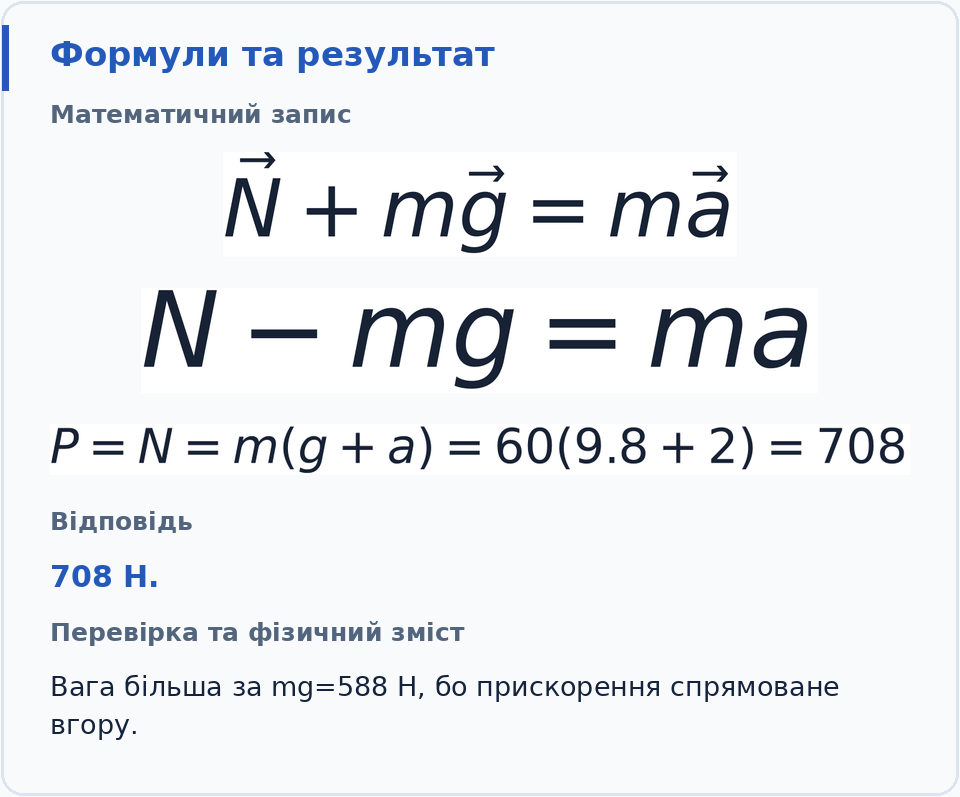 Формули та результат
Математичний запис
N⃗ + mg⃗ = ma⃗
N − mg = ma
P = N = m(g + a) = 60(9.8 + 2) = 708
Відповідь
708 Н.
Перевірка та фізичний зміст
Вага більша за mg=588 Н, бо прискорення спрямоване
вгору.